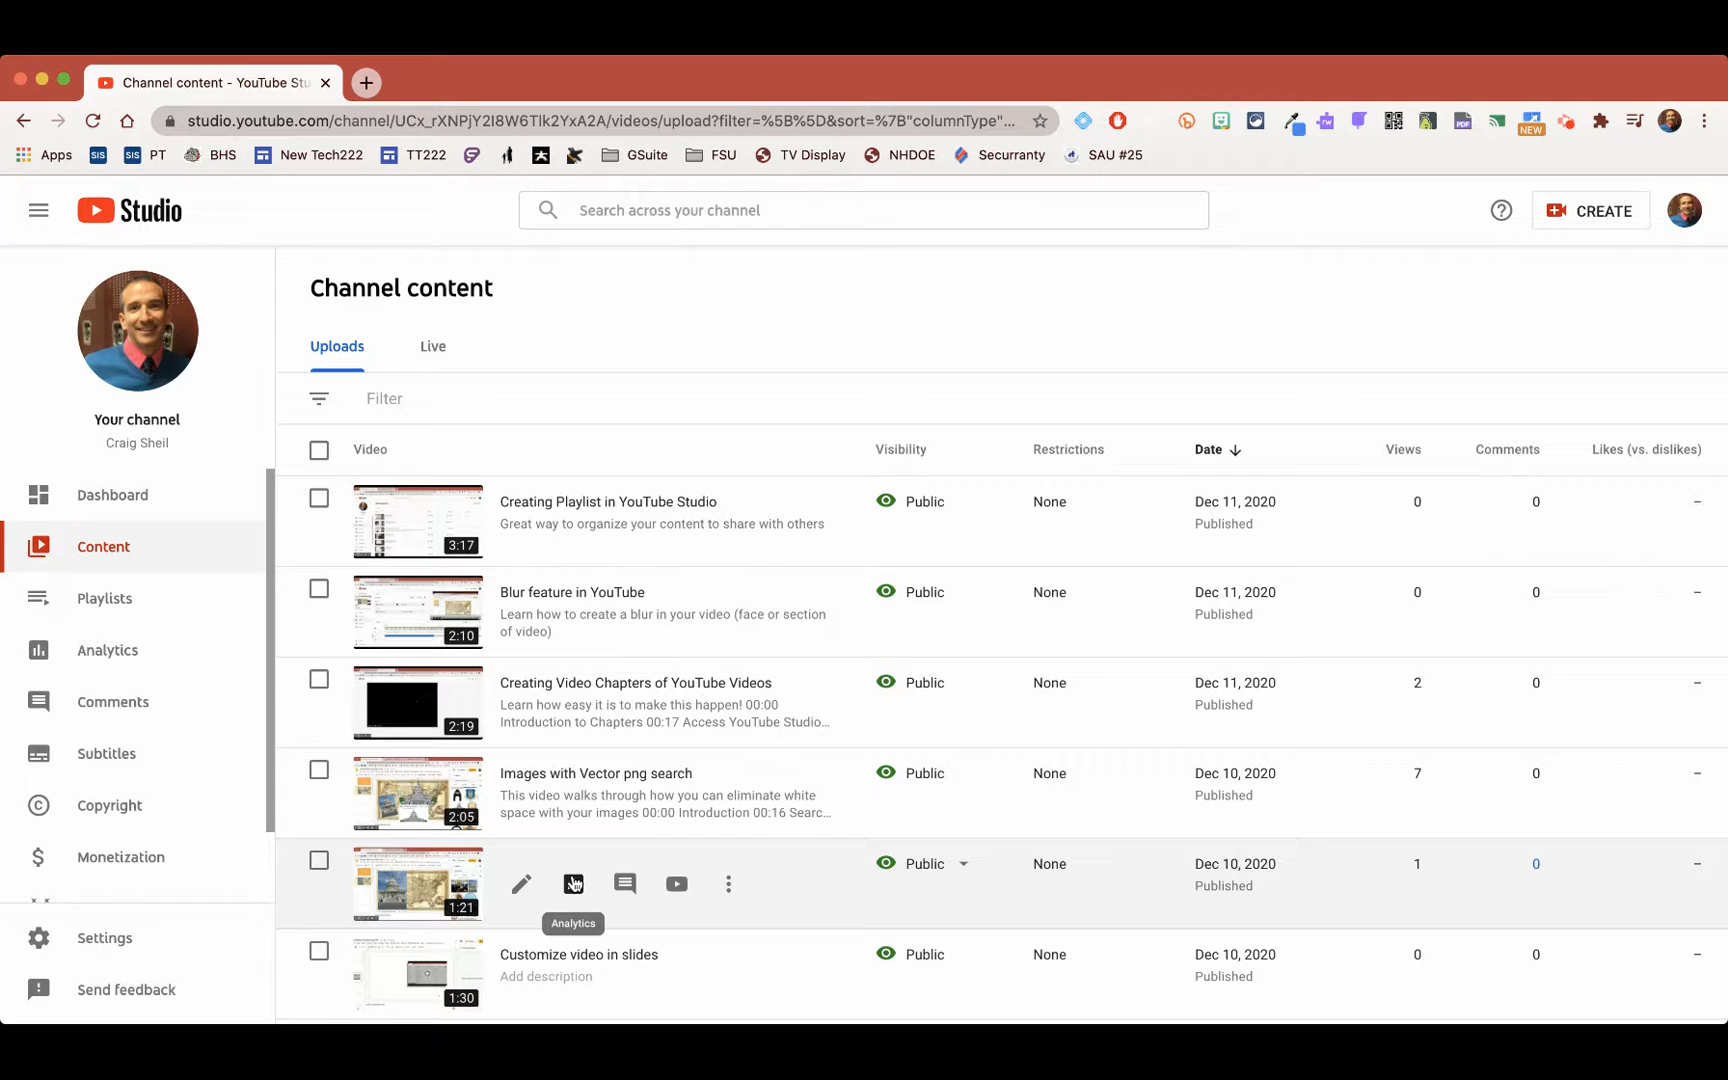 Channel content - YouTube Stu
studio.youtube.com/channel/UCx_rXNPjY2I8W6Tlk2YxA2A/videos/upload?filter=%5B%5D&sort=%7B"columnType"...
NEW
Apps SIS SIS PT BHS New Tech222 TT222 GSuite FSU TV Display NHDOE Securranty SAU #25
Studio
Search across your channel
CREATE
Your channel
Craig Sheil
Dashboard
Content
Playlists
Analytics
Comments
Subtitles
Copyright
Monetization
Settings
Send feedback
Channel content
Uploads Live
Filter
Video Visibility Restrictions Date Views Comments Likes (vs. dislikes)
3:17
Creating Playlist in YouTube Studio Public None Dec 11, 2020 0 0 –
Great way to organize your content to share with others Published
2:10
Blur feature in YouTube Public None Dec 11, 2020 0 0 –
Learn how to create a blur in your video (face or section Published
of video)
2:19
Creating Video Chapters of YouTube Videos Public None Dec 11, 2020 2 0 –
Learn how easy it is to make this happen! 00:00 Published
Introduction to Chapters 00:17 Access YouTube Studio...
2:05
Images with Vector png search Public None Dec 10, 2020 7 0 –
This video walks through how you can eliminate white Published
space with your images 00:00 Introduction 00:16 Searc...
1:21
Public None Dec 10, 2020 1 0 –
Published
Analytics
1:30
Customize video in slides Public None Dec 10, 2020 0 0 –
Add description Published